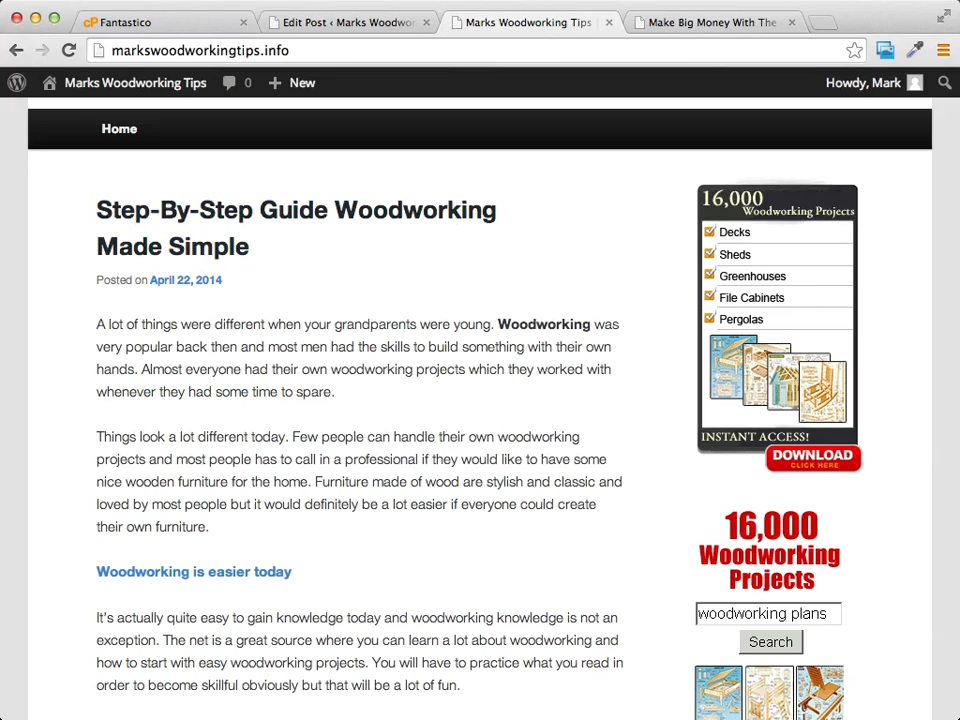 cP Fantastico
Edit Post ‹ Marks Woodwo
Marks Woodworking Tips
Make Big Money With The
markswoodworkingtips.info
Marks Woodworking Tips 0 + New Howdy, Mark
Home
Step-By-Step Guide Woodworking
Made Simple
Posted on April 22, 2014
A lot of things were different when your grandparents were young. Woodworking was
very popular back then and most men had the skills to build something with their own
hands. Almost everyone had their own woodworking projects which they worked with
whenever they had some time to spare.
Things look a lot different today. Few people can handle their own woodworking
projects and most people has to call in a professional if they would like to have some
nice wooden furniture for the home. Furniture made of wood are stylish and classic and
loved by most people but it would definitely be a lot easier if everyone could create
their own furniture.
Woodworking is easier today
It's actually quite easy to gain knowledge today and woodworking knowledge is not an
exception. The net is a great source where you can learn a lot about woodworking and
how to start with easy woodworking projects. You will have to practice what you read in
order to become skillful obviously but that will be a lot of fun.
16,000
Woodworking Projects
Decks
Sheds
Greenhouses
File Cabinets
Pergolas
INSTANT ACCESS!
DOWNLOAD
CLICK HERE
16,000
Woodworking
Projects
woodworking plans
Search